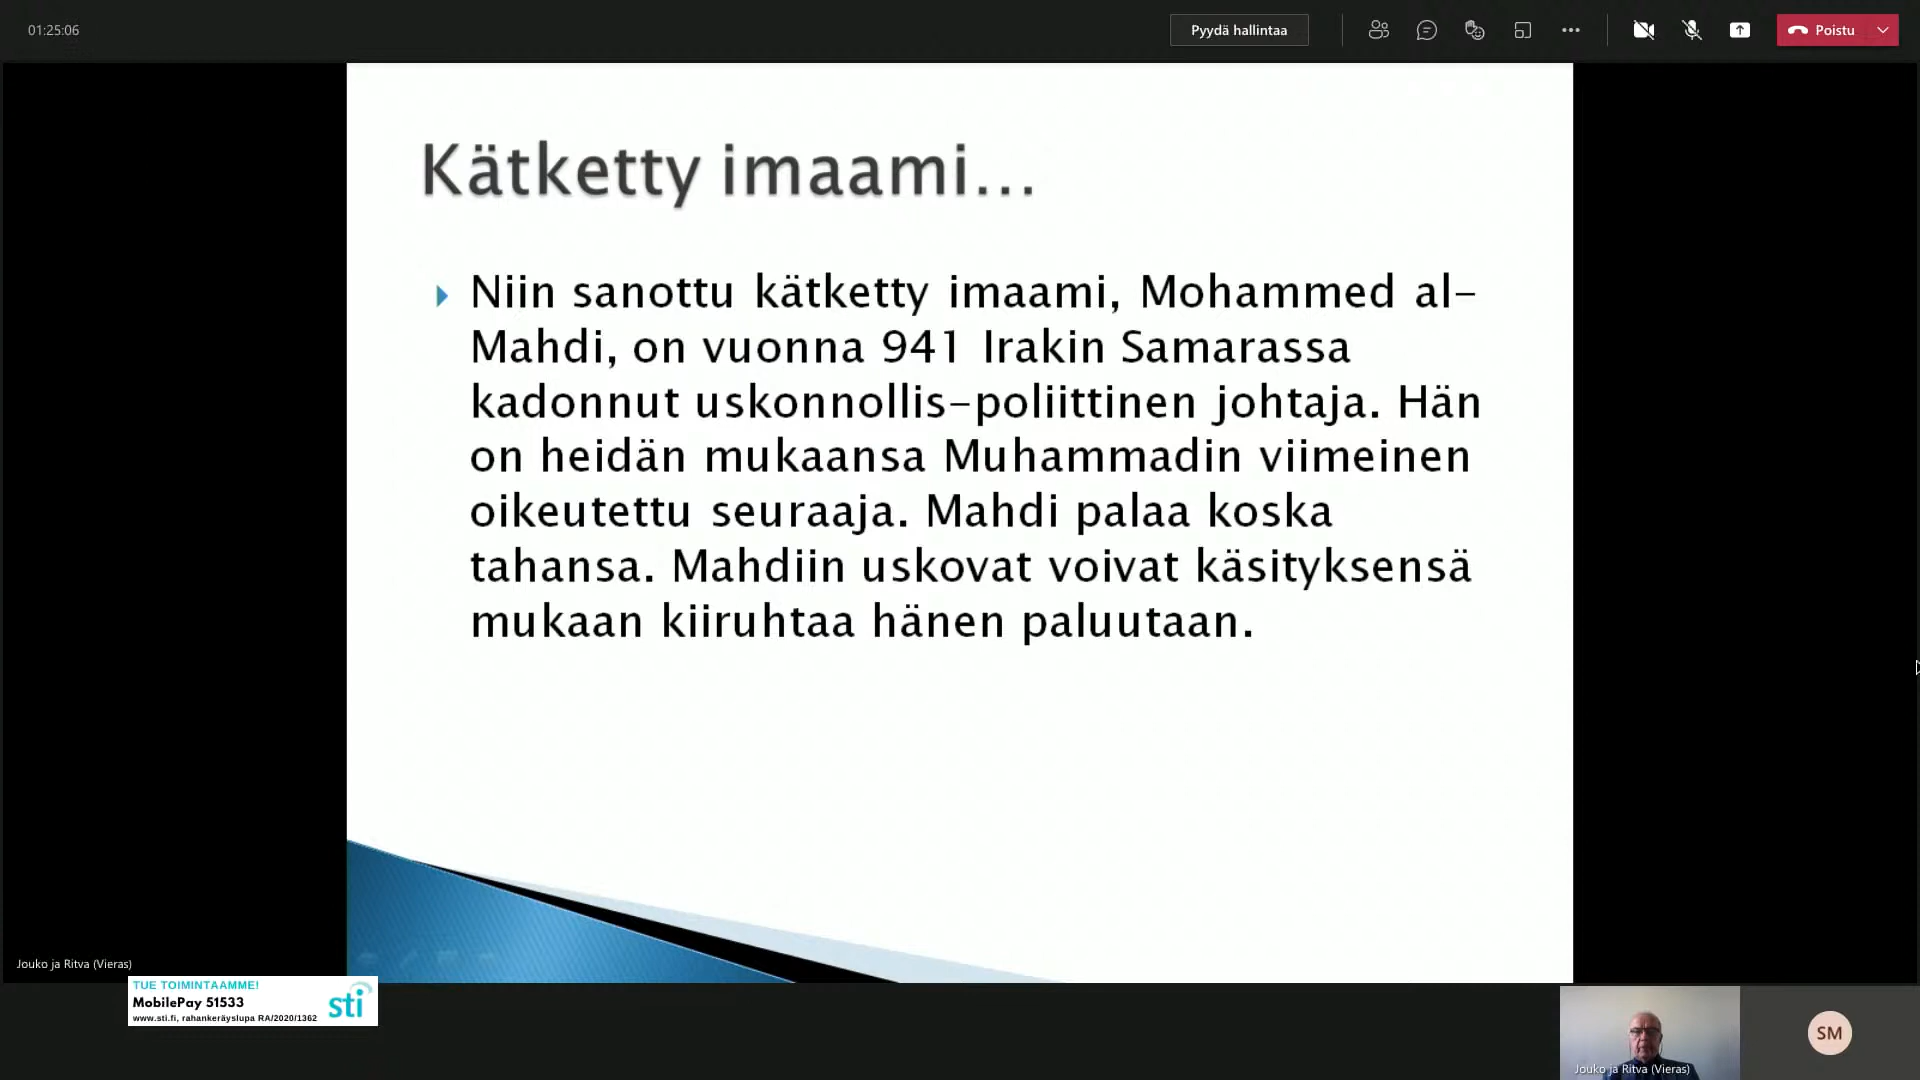 01:25:06
Pyydä hallintaa
Poistu
Kätketty imaami...
Niin sanottu kätketty imaami, Mohammed al-
Mahdi, on vuonna 941 Irakin Samarassa
kadonnut uskonnollis-poliittinen johtaja. Hän
on heidän mukaansa Muhammadin viimeinen
oikeutettu seuraaja. Mahdi palaa koska
tahansa. Mahdiin uskovat voivat käsityksensä
mukaan kiiruhtaa hänen paluutaan.
Jouko ja Ritva (Vieras)
TUE TOIMINTAAMME!
MobilePay 51533
www.sti.fi, rahankeräyslupa RA/2020/1362
sti
SM
Jouko ja Ritva (Vieras)